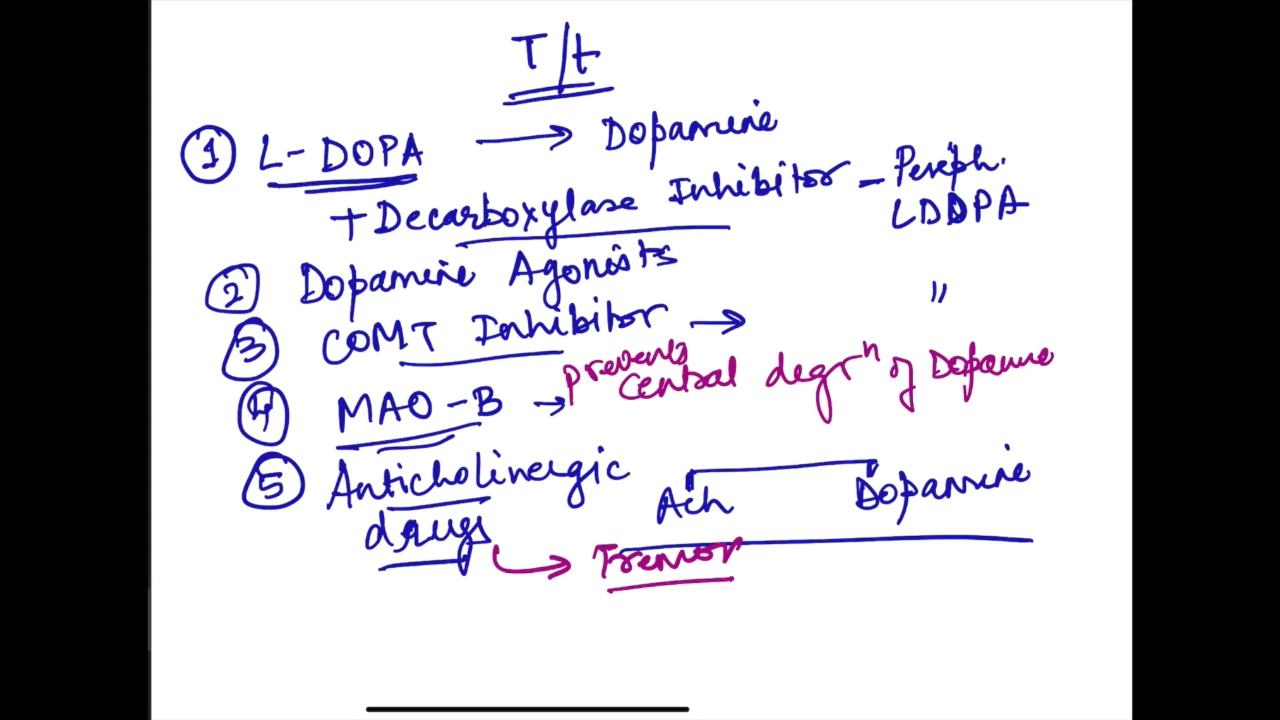 T/t
① L-DOPA → Dopamine
+ Decarboxylase Inhibitor - Periph. LDOPA
② Dopamine Agonists
③ COMT Inhibitor → "
④ MAO-B → prevents central degrⁿ of Dopamine
⑤ Anticholinergic drugs
Ach Dopamine
→ Tremor